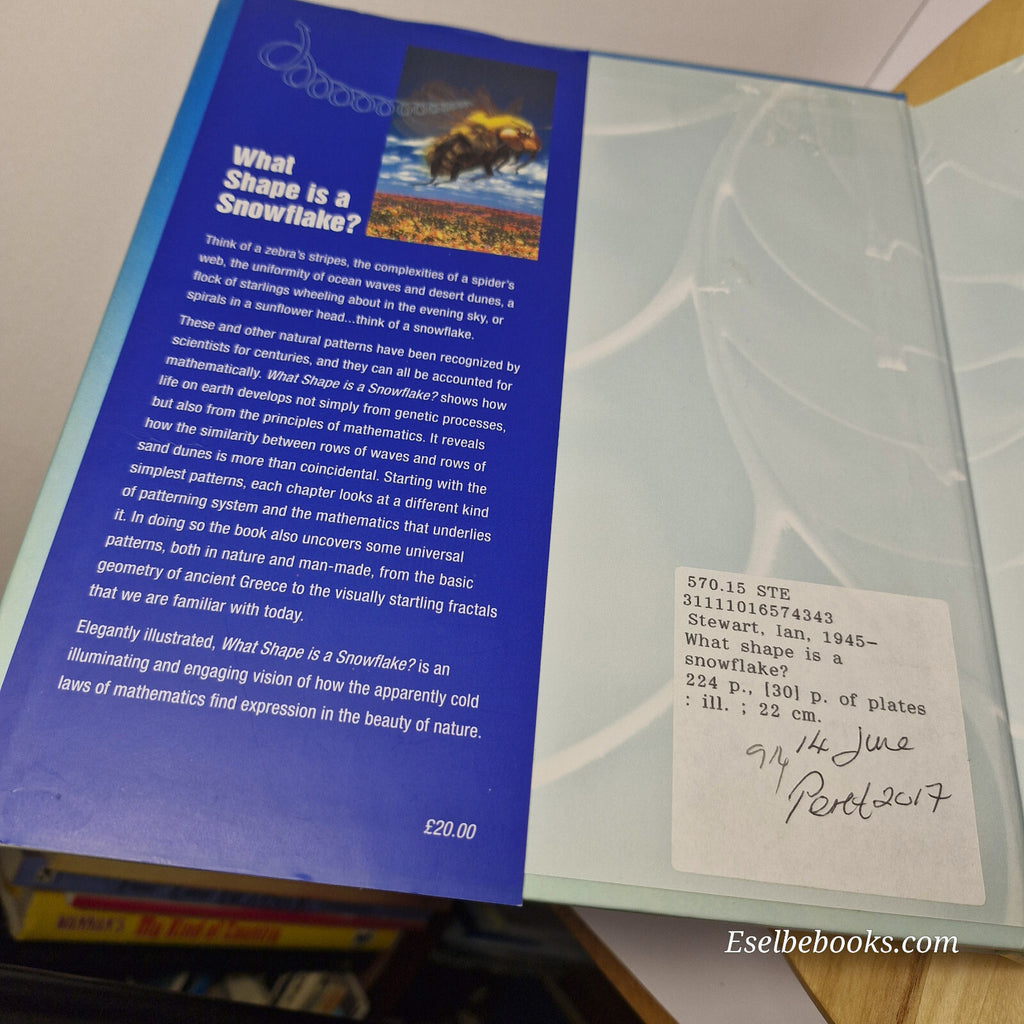 What
Shape is a
Snowflake?
Think of a zebra's stripes, the complexities of a spider's
web, the uniformity of ocean waves and desert dunes, a
flock of starlings wheeling about in the evening sky, or
spirals in a sunflower head...think of a snowflake.
These and other natural patterns have been recognized by
scientists for centuries, and they can all be accounted for
mathematically. What Shape is a Snowflake? shows how
life on earth develops not simply from genetic processes,
but also from the principles of mathematics. It reveals
how the similarity between rows of waves and rows of
sand dunes is more than coincidental. Starting with the
simplest patterns, each chapter looks at a different kind
of patterning system and the mathematics that underlies
it. In doing so the book also uncovers some universal
patterns, both in nature and man-made, from the basic
geometry of ancient Greece to the visually startling fractals
that we are familiar with today.
Elegantly illustrated, What Shape is a Snowflake? is an
illuminating and engaging vision of how the apparently cold
laws of mathematics find expression in the beauty of nature.
£20.00
570.15 STE
31111016574343
Stewart, Ian, 1945-
What shape is a
snowflake?
224 p., [30] p. of plates
: ill. ; 22 cm.
14 June
2017
My Kind of Country
Eselbebooks.com